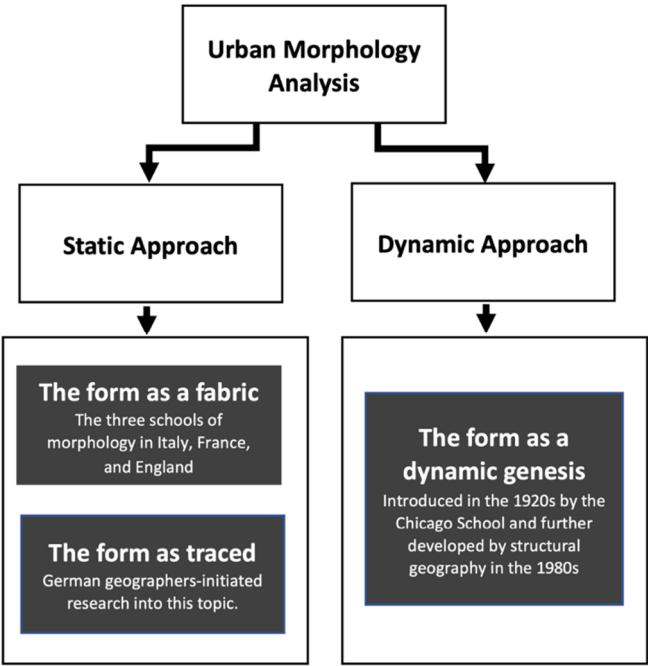 Urban Morphology
Analysis
Static Approach
Dynamic Approach
The form as a fabric
The three schools of
morphology in Italy, France,
and England
The form as traced
German geographers-initiated
research into this topic.
The form as a
dynamic genesis
Introduced in the 1920s by the
Chicago School and further
developed by structural
geography in the 1980s